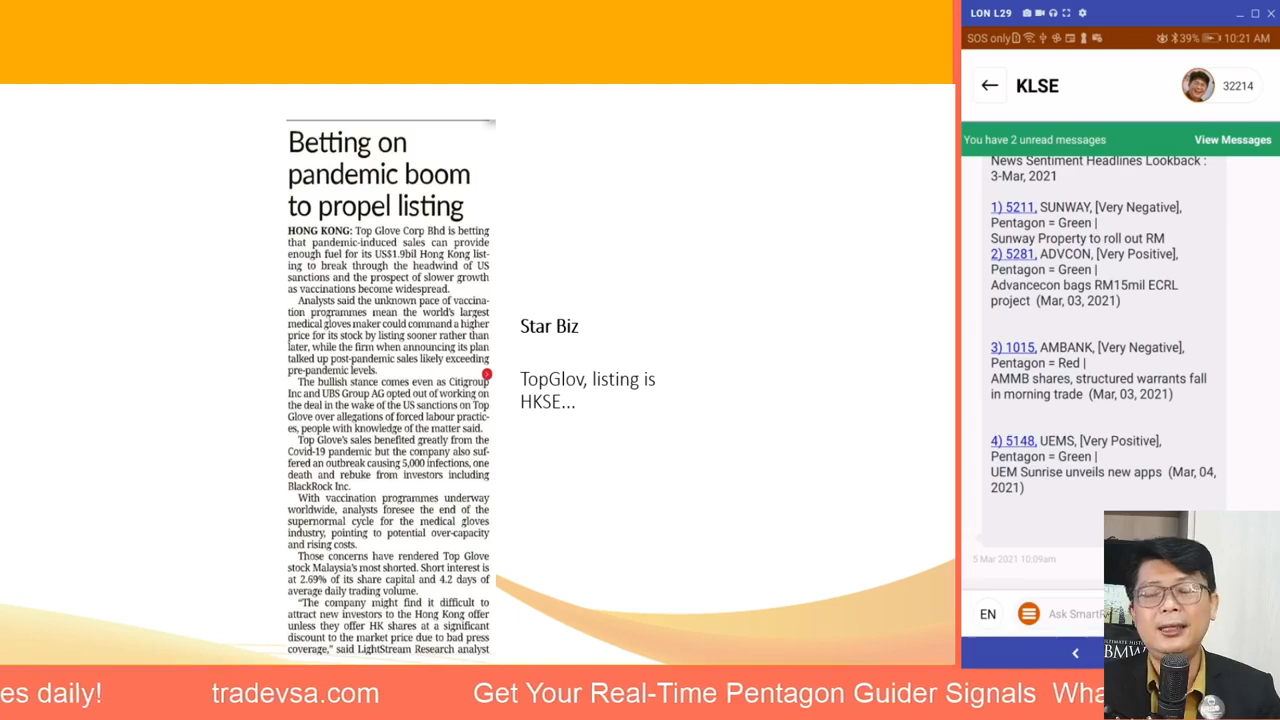 Betting on
pandemic boom
to propel listing
HONG KONG: Top Glove Corp Bhd is betting
that pandemic-induced sales can provide
enough fuel for its US$1.9bil Hong Kong list-
ing to break through the headwind of US
sanctions and the prospect of slower growth
as vaccinations become widespread.
Analysts said the unknown pace of vaccina-
tion programmes mean the world's largest
medical gloves maker could command a higher
price for its stock by listing sooner rather than
later, while the firm when announcing its plan
talked up post-pandemic sales likely exceeding
pre-pandemic levels.
The bullish stance comes even as Citigroup
Inc and UBS Group AG opted out of working on
the deal in the wake of the US sanctions on Top
Glove over allegations of forced labour practic-
es, people with knowledge of the matter said.
Top Glove's sales benefited greatly from the
Covid-19 pandemic but the company also suf-
fered an outbreak causing 5,000 infections, one
death and rebuke from investors including
BlackRock Inc.
With vaccination programmes underway
worldwide, analysts foresee the end of the
supernormal cycle for the medical gloves
industry, pointing to potential over-capacity
and rising costs.
Those concerns have rendered Top Glove
stock Malaysia's most shorted. Short interest is
at 2.69% of its share capital and 4.2 days of
average daily trading volume.
"The company might find it difficult to
attract new investors to the Hong Kong offer
unless they offer HK shares at a significant
discount to the market price due to bad press
coverage," said LightStream Research analyst
Star Biz
TopGlov, listing is
HKSE...
LON L29
SOS only 39% 10:21 AM
KLSE 32214
You have 2 unread messages View Messages
News Sentiment Headlines Lookback :
3-Mar, 2021
1) 5211, SUNWAY, [Very Negative],
Pentagon = Green |
Sunway Property to roll out RM
2) 5281, ADVCON, [Very Positive],
Pentagon = Green |
Advancecon bags RM15mil ECRL
project (Mar, 03, 2021)
3) 1015, AMBANK, [Very Negative],
Pentagon = Red |
AMMB shares, structured warrants fall
in morning trade (Mar, 03, 2021)
4) 5148, UEMS, [Very Positive],
Pentagon = Green |
UEM Sunrise unveils new apps (Mar, 04,
2021)
5 Mar 2021 10:09am
EN Ask SmartR
ULTIMATE HISTO
BMW
es daily! tradevsa.com Get Your Real-Time Pentagon Guider Signals Wha